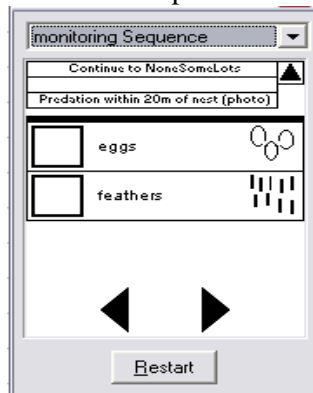 monitoring Sequence
Continue to NoneSomeLots
Predation within 20m of nest (photo)
eggs
feathers
Restart